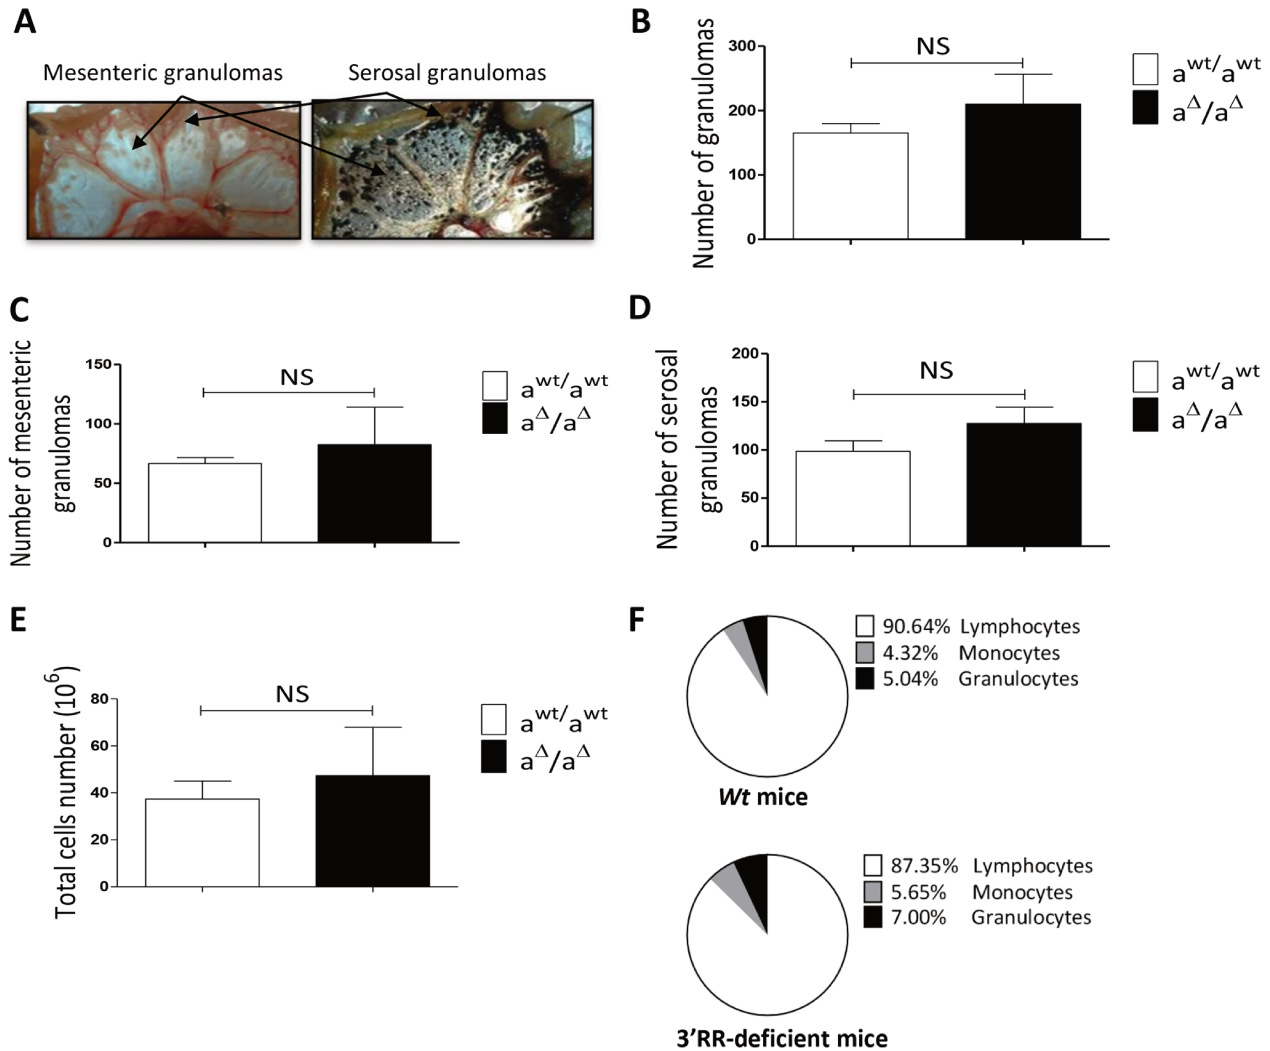 A
Mesenteric granulomas
Serosal granulomas
B
Number of granulomas
300
200
100
0
NS
a^wt/a^wt
a^Δ/a^Δ
C
Number of mesenteric
granulomas
150
100
50
0
NS
a^wt/a^wt
a^Δ/a^Δ
D
Number of serosal
granulomas
200
150
100
50
0
NS
a^wt/a^wt
a^Δ/a^Δ
E
Total cells number (10^6)
80
60
40
20
0
NS
a^wt/a^wt
a^Δ/a^Δ
F
90.64% Lymphocytes
4.32% Monocytes
5.04% Granulocytes
Wt mice
87.35% Lymphocytes
5.65% Monocytes
7.00% Granulocytes
3'RR-deficient mice